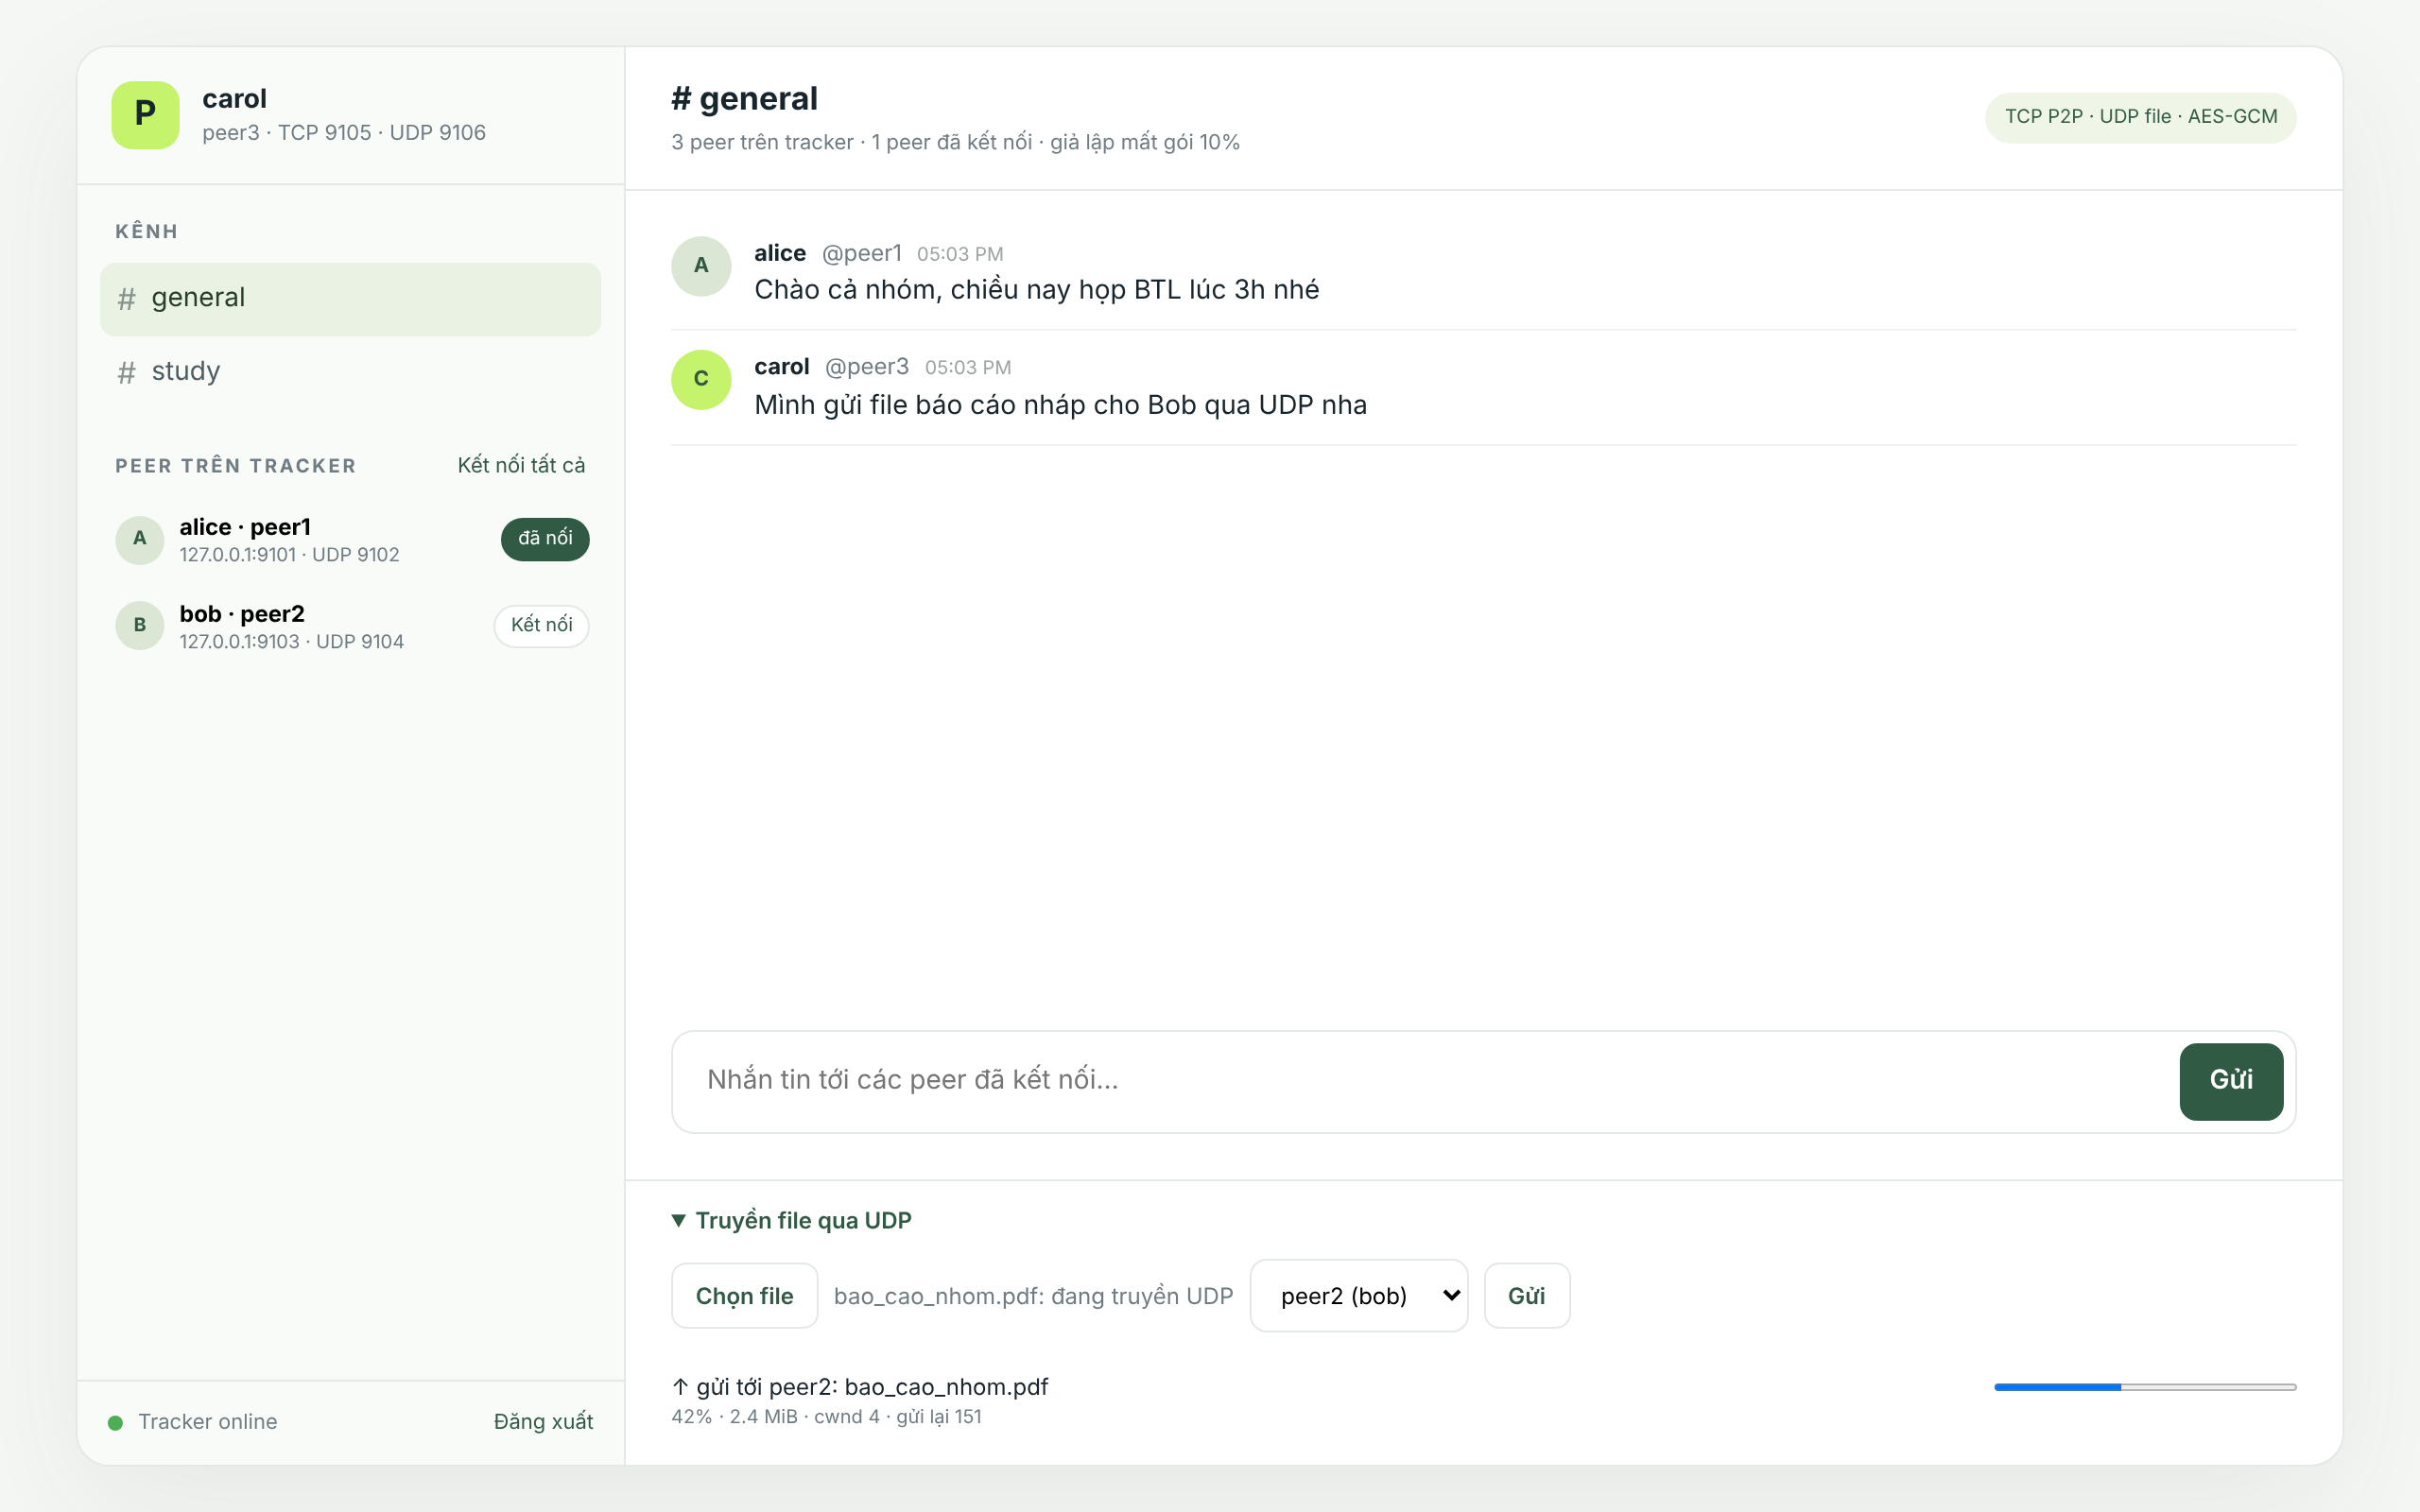 P
carol
peer3 · TCP 9105 · UDP 9106
KÊNH
# general
# study
PEER TRÊN TRACKER Kết nối tất cả
A
alice · peer1
127.0.0.1:9101 · UDP 9102
đã nối
B
bob · peer2
127.0.0.1:9103 · UDP 9104
Kết nối
Tracker online Đăng xuất
# general
3 peer trên tracker · 1 peer đã kết nối · giả lập mất gói 10%
TCP P2P · UDP file · AES-GCM
A
alice @peer1 05:03 PM
Chào cả nhóm, chiều nay họp BTL lúc 3h nhé
C
carol @peer3 05:03 PM
Mình gửi file báo cáo nháp cho Bob qua UDP nha
Nhắn tin tới các peer đã kết nối...
Gửi
▼ Truyền file qua UDP
Chọn file bao_cao_nhom.pdf: đang truyền UDP peer2 (bob) Gửi
↑ gửi tới peer2: bao_cao_nhom.pdf
42% · 2.4 MiB · cwnd 4 · gửi lại 151